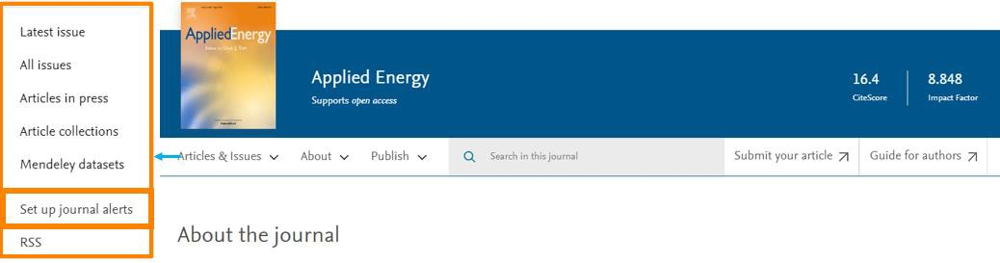 Latest issue
All issues
Articles in press
Article collections
Mendeley datasets
Set up journal alerts
RSS
AppliedEnergy
Applied Energy
Supports open access
16.4
CiteScore
8.848
Impact Factor
Articles & Issues
About
Publish
Search in this journal
Submit your article
Guide for authors
About the journal